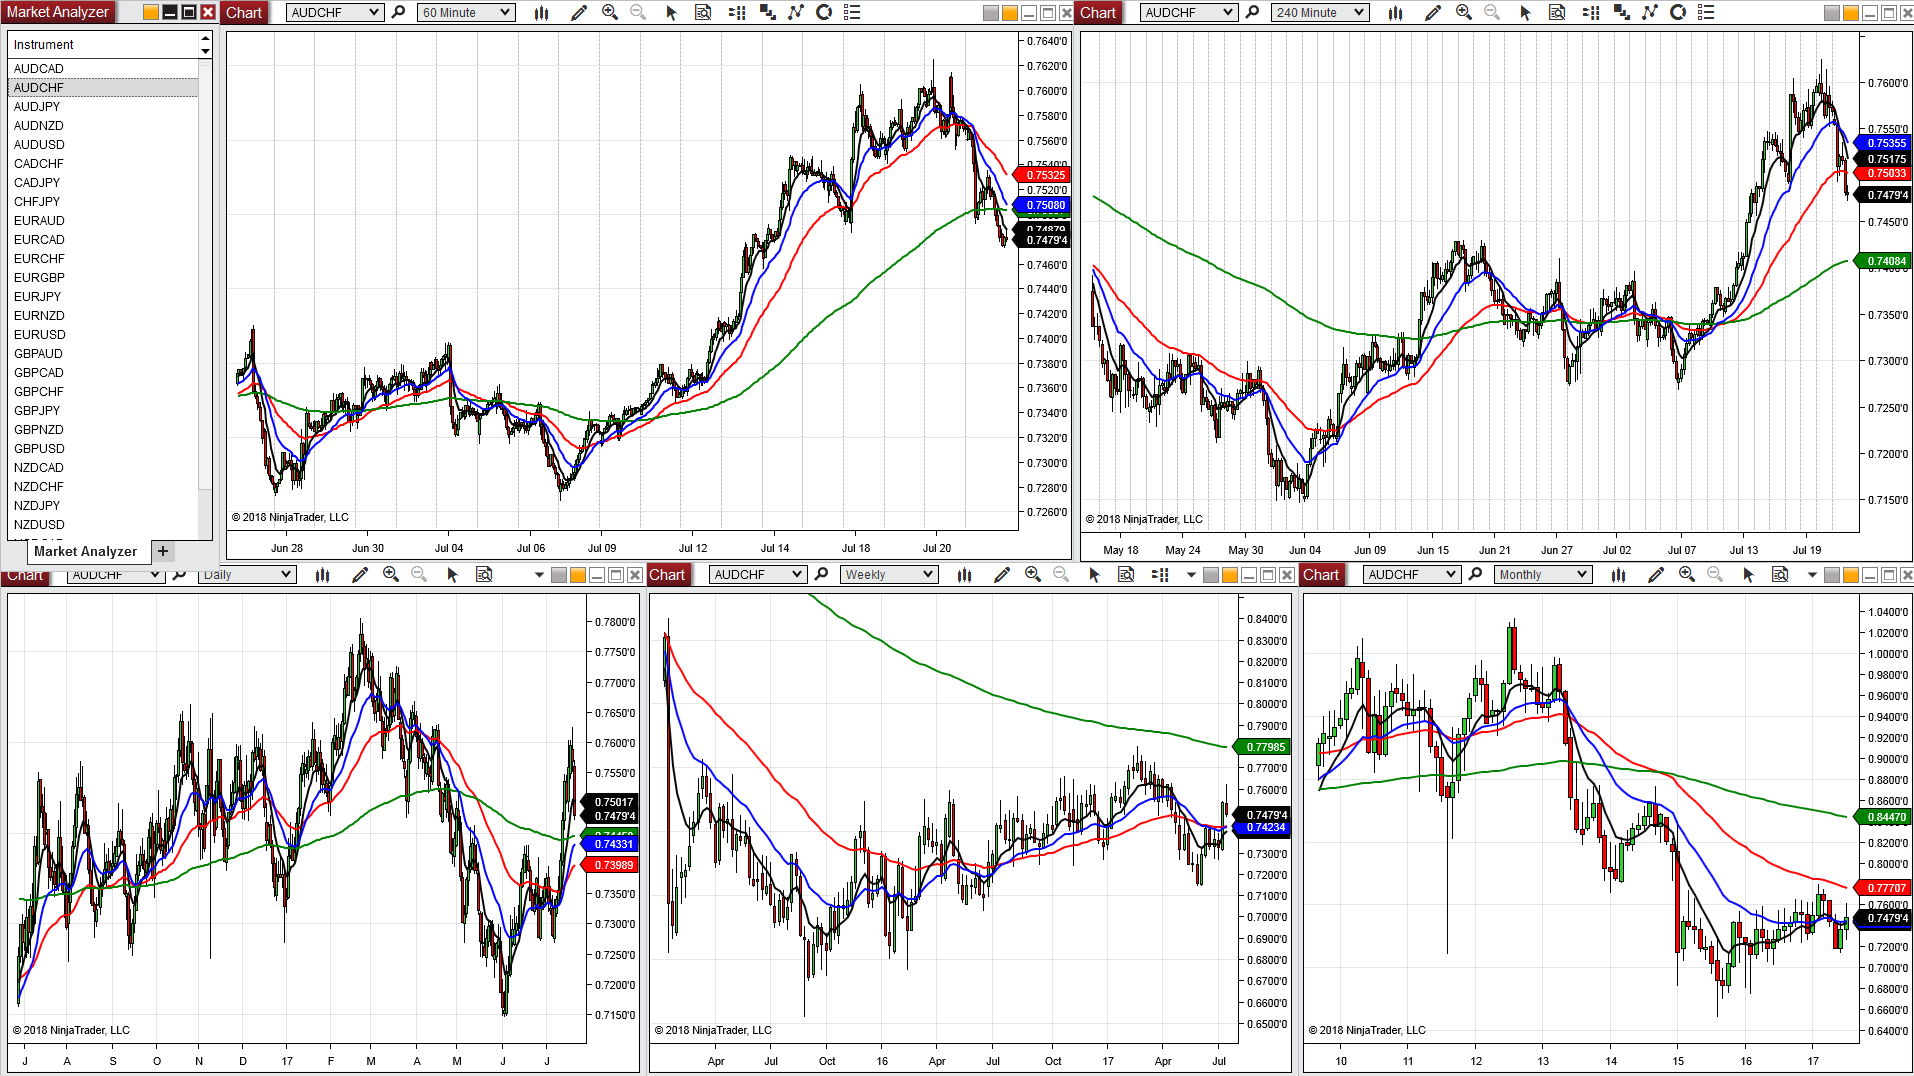 Market Analyzer
Instrument
AUDCAD
AUDCHF
AUDJPY
AUDNZD
AUDUSD
CADCHF
CADJPY
CHFJPY
EURAUD
EURCAD
EURCHF
EURGBP
EURJPY
EURNZD
EURUSD
GBPAUD
GBPCAD
GBPCHF
GBPJPY
GBPNZD
GBPUSD
NZDCAD
NZDCHF
NZDJPY
NZDUSD
Market Analyzer +
Chart AUDCHF 60 Minute
0.7640'0
0.7620'0
0.7600'0
0.7580'0
0.7560'0
0.7540'0
0.75325
0.7520'0
0.75080
0.74879
0.7479'4
0.7460'0
0.7440'0
0.7420'0
0.7400'0
0.7380'0
0.7360'0
0.7340'0
0.7320'0
0.7300'0
0.7280'0
0.7260'0
© 2018 NinjaTrader, LLC
Jun 28 Jun 30 Jul 04 Jul 06 Jul 09 Jul 12 Jul 14 Jul 18 Jul 20
Chart AUDCHF 240 Minute
0.7600'0
0.7550'0
0.75355
0.75175
0.75033
0.7479'4
0.7450'0
0.74084
0.7400'0
0.7350'0
0.7300'0
0.7250'0
0.7200'0
0.7150'0
© 2018 NinjaTrader, LLC
May 18 May 24 May 30 Jun 04 Jun 09 Jun 15 Jun 21 Jun 27 Jul 02 Jul 07 Jul 13 Jul 19
Chart AUDCHF Daily
0.7800'0
0.7750'0
0.7700'0
0.7650'0
0.7600'0
0.7550'0
0.75017
0.7479'4
0.74331
0.73989
0.7350'0
0.7300'0
0.7250'0
0.7200'0
0.7150'0
© 2018 NinjaTrader, LLC
J A S O N D 17 F M A M J J
Chart AUDCHF Weekly
0.8400'0
0.8300'0
0.8200'0
0.8100'0
0.8000'0
0.7900'0
0.77985
0.7700'0
0.7600'0
0.7479'4
0.74234
0.7300'0
0.7200'0
0.7100'0
0.7000'0
0.6900'0
0.6800'0
0.6700'0
0.6600'0
0.6500'0
© 2018 NinjaTrader, LLC
Apr Jul Oct 16 Apr Jul Oct 17 Apr Jul
Chart AUDCHF Monthly
1.0400'0
1.0200'0
1.0000'0
0.9800'0
0.9600'0
0.9400'0
0.9200'0
0.9000'0
0.8800'0
0.8600'0
0.84470
0.8200'0
0.8000'0
0.77707
0.7600'0
0.7479'4
0.7200'0
0.7000'0
0.6800'0
0.6400'0
© 2018 NinjaTrader, LLC
10 11 12 13 14 15 16 17